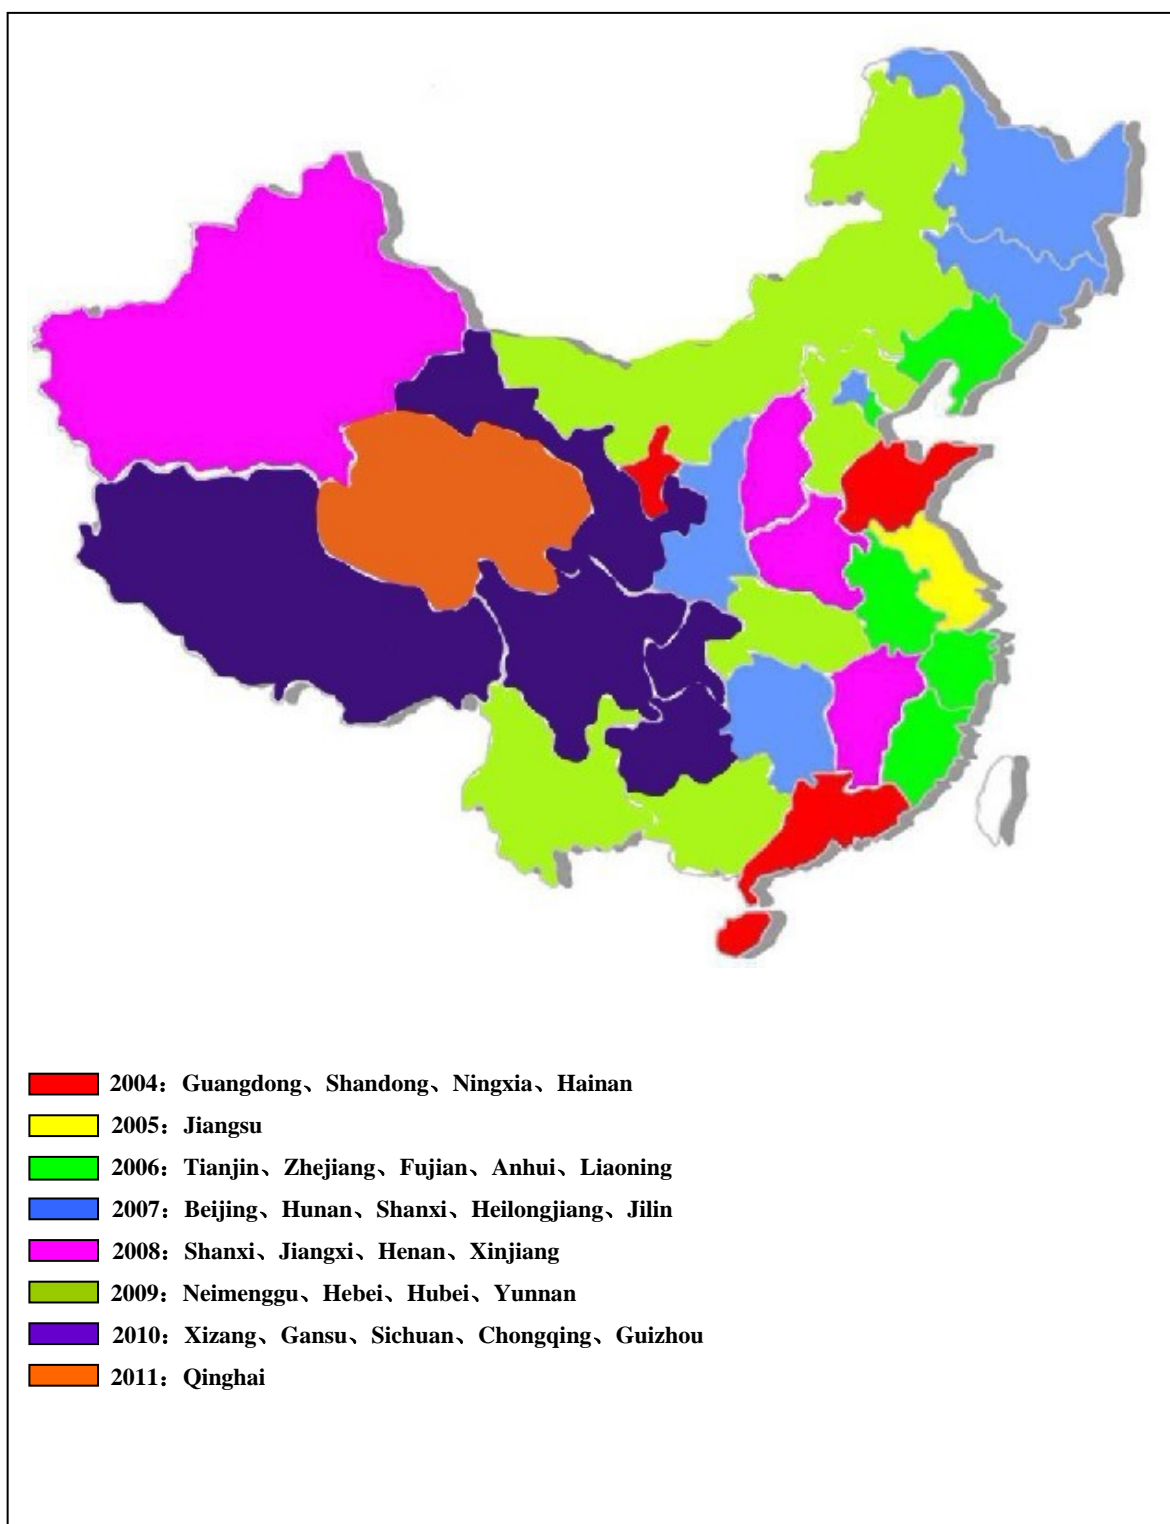 2004：Guangdong、Shandong、Ningxia、Hainan
2005：Jiangsu
2006：Tianjin、Zhejiang、Fujian、Anhui、Liaoning
2007：Beijing、Hunan、Shanxi、Heilongjiang、Jilin
2008：Shanxi、Jiangxi、Henan、Xinjiang
2009：Neimenggu、Hebei、Hubei、Yunnan
2010：Xizang、Gansu、Sichuan、Chongqing、Guizhou
2011：Qinghai